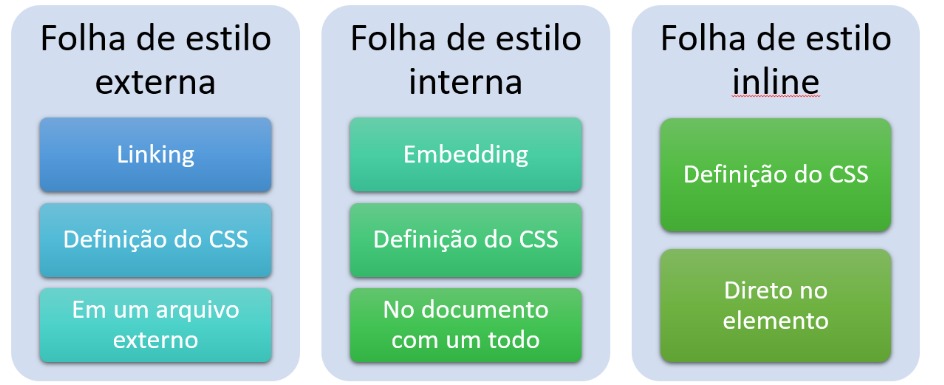 Folha de estilo
externa
Linking
Definição do CSS
Em um arquivo
externo
Folha de estilo
interna
Embedding
Definição do CSS
No documento
com um todo
Folha de estilo
inline
Definição do CSS
Direto no
elemento